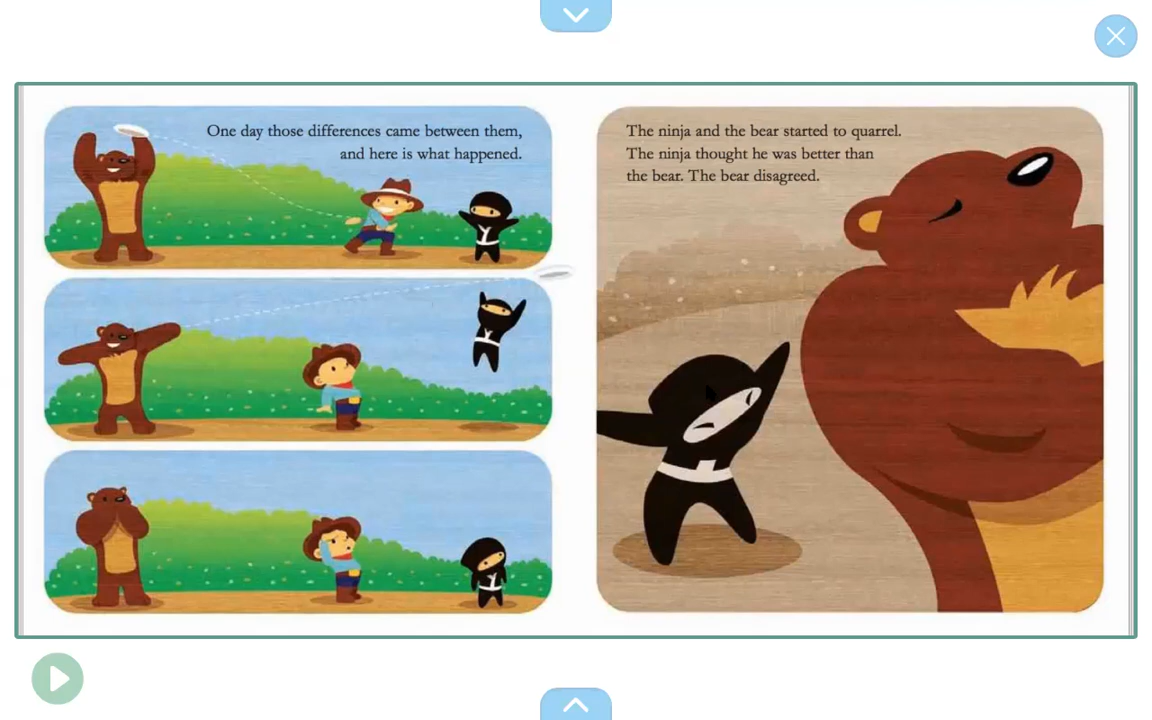 One day those differences came between them,
and here is what happened.
The ninja and the bear started to quarrel.
The ninja thought he was better than
the bear. The bear disagreed.